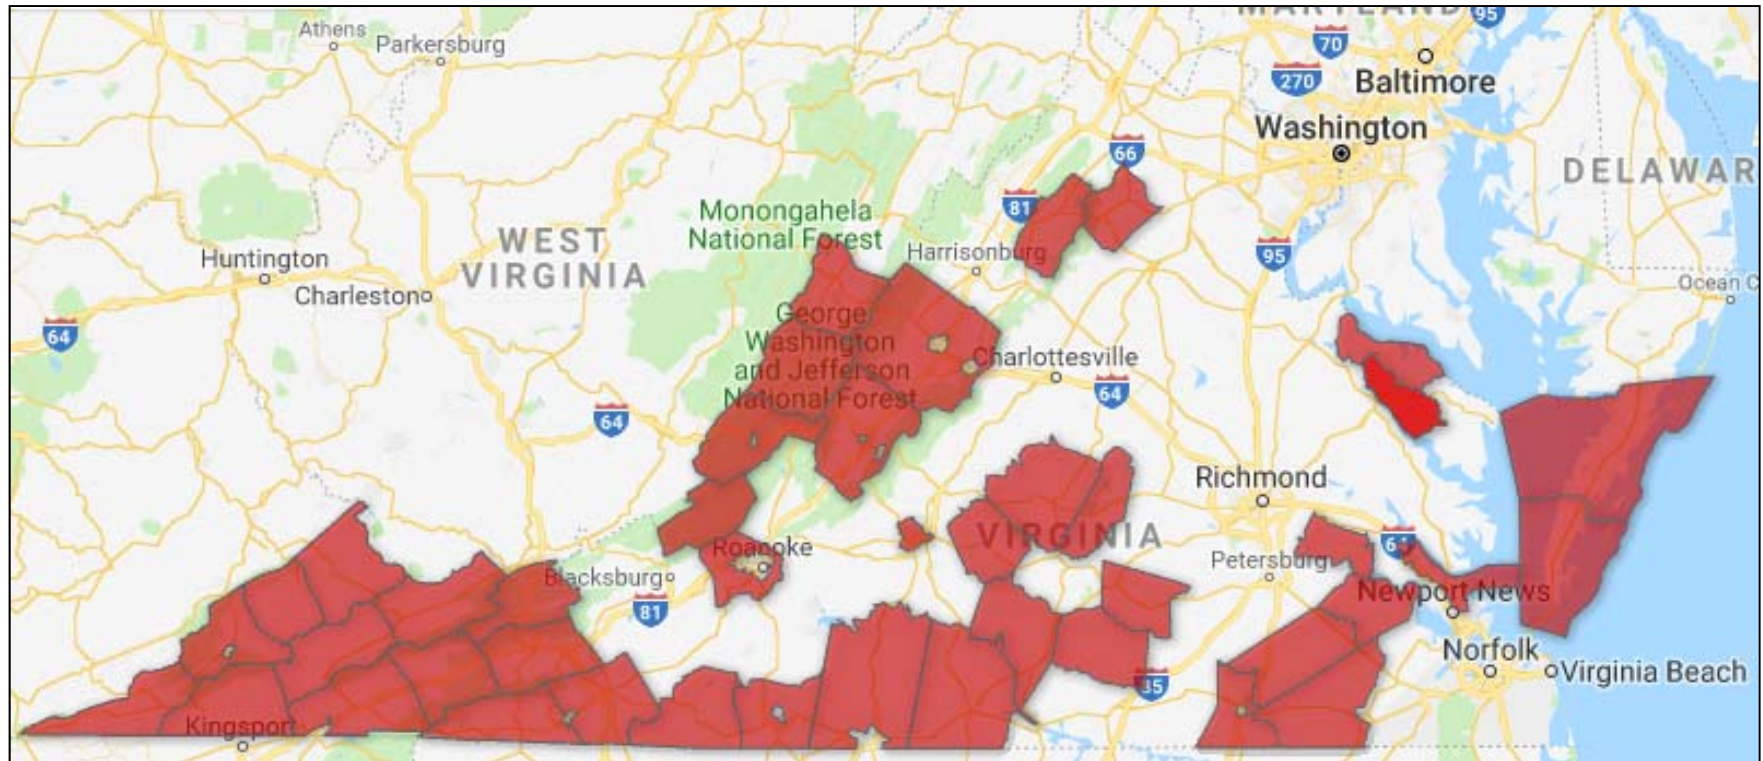 MARYLAND
95
Athens
Parkersburg
70
270
Baltimore
Washington
66
DELAWAR
81
Monongahela
National Forest
WEST
VIRGINIA
Harrisonburg
95
Huntington
Charleston
Ocean C
64
George
Washington
and Jefferson
National Forest
Charlottesville
64
64
Richmond
VIRGINIA
64
Roanoke
Petersburg
Blacksburg
81
Newport News
Norfolk
Virginia Beach
85
Kingsport